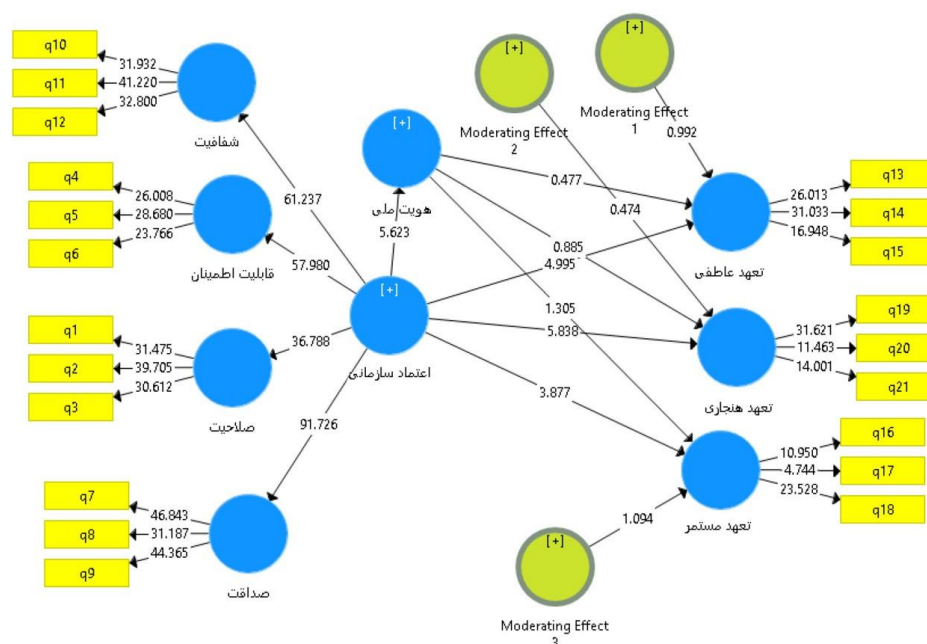 q10
31.932
q11
41.220
q12
32.800
شفافیت
q4
26.008
q5
28.680
q6
23.766
قابلیت اطمینان
q1
31.475
q2
39.705
q3
30.612
صلاحیت
q7
46.843
q8
31.187
q9
44.365
صداقت
61.237
57.980
36.788
91.726
[+]
هویت ملی
5.623
[+]
اعتماد سازمانی
[+]
Moderating Effect
2
[+]
Moderating Effect
1
0.992
0.477
0.474
0.885
4.995
1.305
5.838
3.877
1.094
[+]
Moderating Effect
3
q13
26.013
q14
31.033
q15
16.948
تعهد عاطفی
q19
31.621
q20
11.463
q21
14.001
تعهد هنجاری
q16
10.950
q17
4.744
q18
23.528
تعهد مستمر